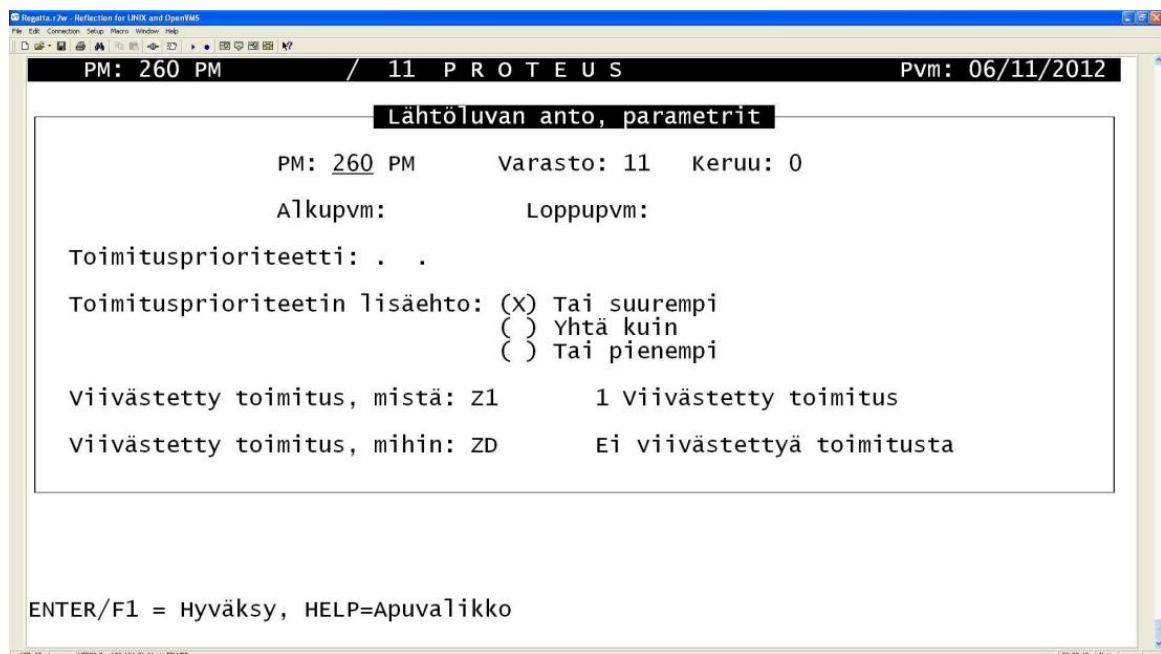 Regatta.r2w - Reflection for UNIX and OpenVMS
File Edit Connection Setup Macro Window Help
PM: 260 PM / 11 P R O T E U S Pvm: 06/11/2012
Lähtöluvan anto, parametrit
PM: 260 PM Varasto: 11 Keruu: 0
Alkupvm: Loppupvm:
Toimitusprioriteetti: . .
Toimitusprioriteetin lisäehto: (X) Tai suurempi
( ) Yhtä kuin
( ) Tai pienempi
Viivästetty toimitus, mistä: Z1 1 Viivästetty toimitus
Viivästetty toimitus, mihin: ZD Ei viivästettyä toimitusta
ENTER/F1 = Hyväksy, HELP=Apuvalikko